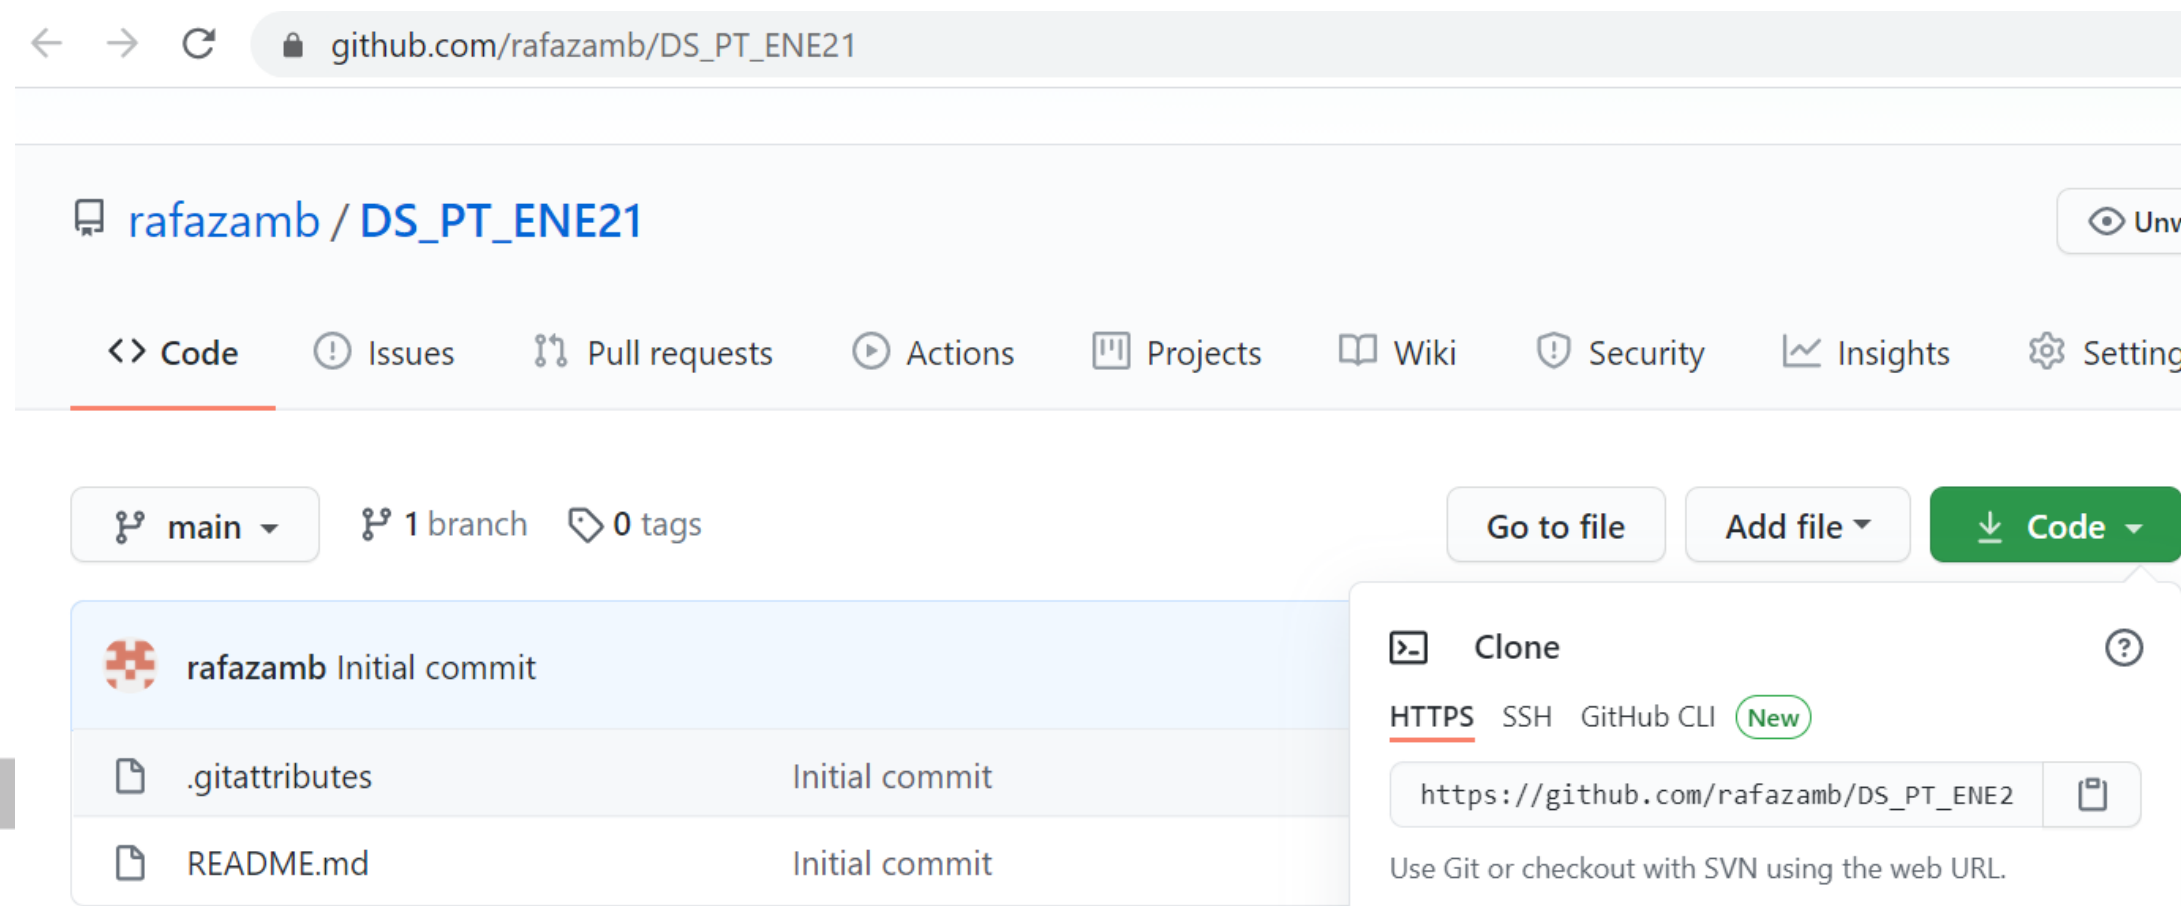 github.com/rafazamb/DS_PT_ENE21
rafazamb / DS_PT_ENE21
Code Issues Pull requests Actions Projects Wiki Security Insights Setting
main 1 branch 0 tags Go to file Add file Code
rafazamb Initial commit
Clone
HTTPS SSH GitHub CLI New
.gitattributes Initial commit
https://github.com/rafazamb/DS_PT_ENE2
README.md Initial commit
Use Git or checkout with SVN using the web URL.